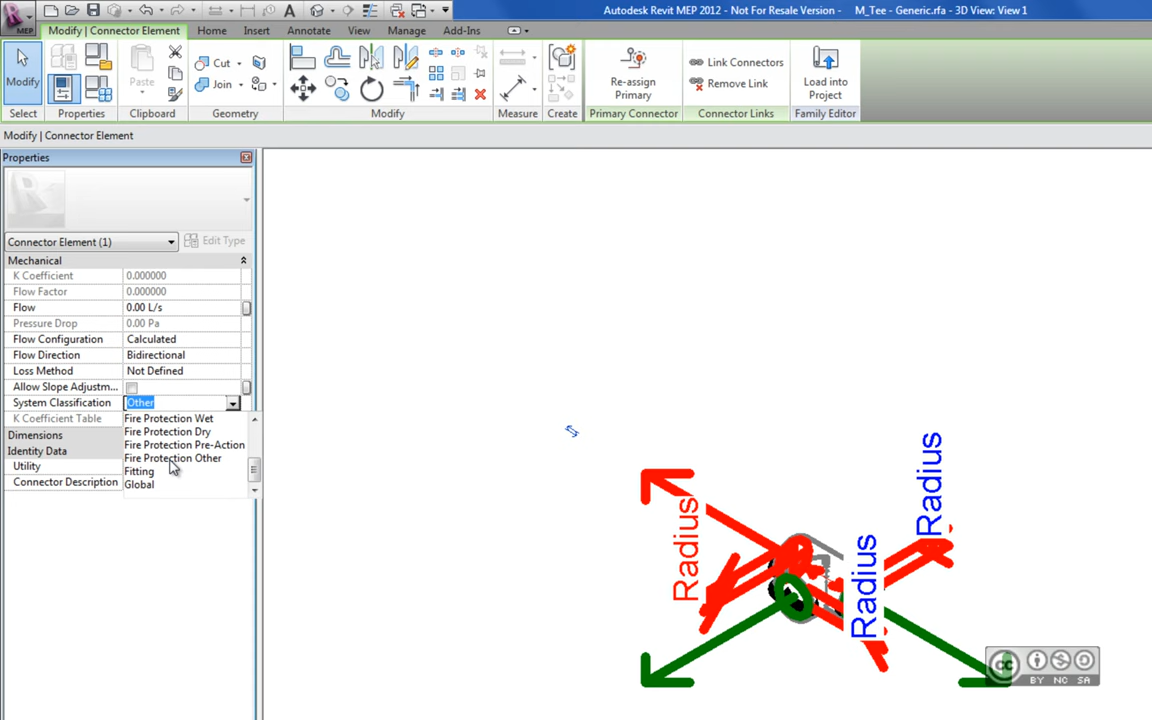 Autodesk Revit MEP 2012 - Not For Resale Version - M_Tee - Generic.rfa - 3D View: View 1
MEP
Modify | Connector Element Home Insert Annotate View Manage Add-Ins
Modify
Paste
Cut
Join
Re-assign
Primary
Link Connectors
Remove Link
Load into
Project
Select Properties Clipboard Geometry Modify Measure Create Primary Connector Connector Links Family Editor
Modify | Connector Element
Properties
Connector Element (1) Edit Type
Mechanical
K Coefficient 0.000000
Flow Factor 0.000000
Flow 0.00 L/s
Pressure Drop 0.00 Pa
Flow Configuration Calculated
Flow Direction Bidirectional
Loss Method Not Defined
Allow Slope Adjustm...
System Classification Other
K Coefficient Table Fire Protection Wet
Fire Protection Dry
Dimensions
Fire Protection Pre-Action
Identity Data
Fire Protection Other
Utility
Fitting
Connector Description Global
Radius
Radius
Radius
cc
BY NC SA